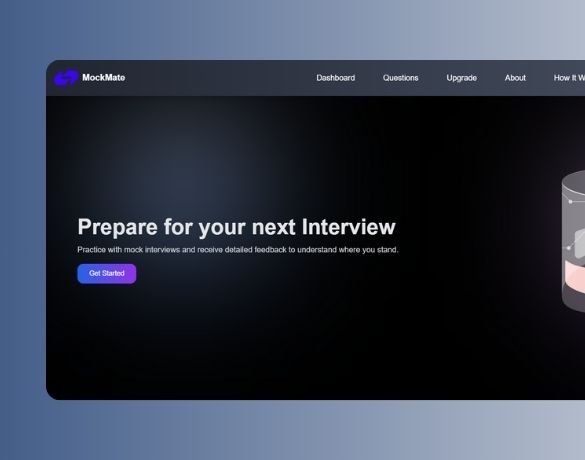 MockMate
Dashboard Questions Upgrade About How It W
Prepare for your next Interview
Practice with mock interviews and receive detailed feedback to understand where you stand.
Get Started